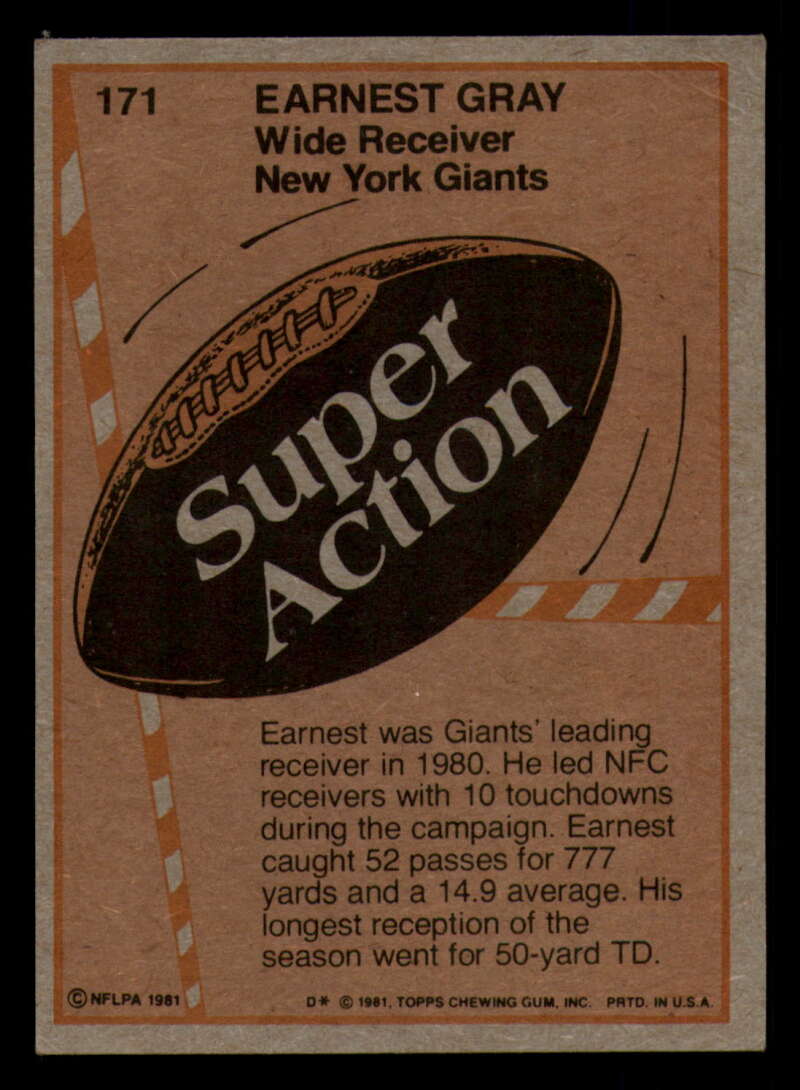 171
EARNEST GRAY
Wide Receiver
New York Giants
Super
Action
Earnest was Giants' leading
receiver in 1980. He led NFC
receivers with 10 touchdowns
during the campaign. Earnest
caught 52 passes for 777
yards and a 14.9 average. His
longest reception of the
season went for 50-yard TD.
© NFLPA 1981
D* © 1981, TOPPS CHEWING GUM, INC. PRTD. IN U.S.A.